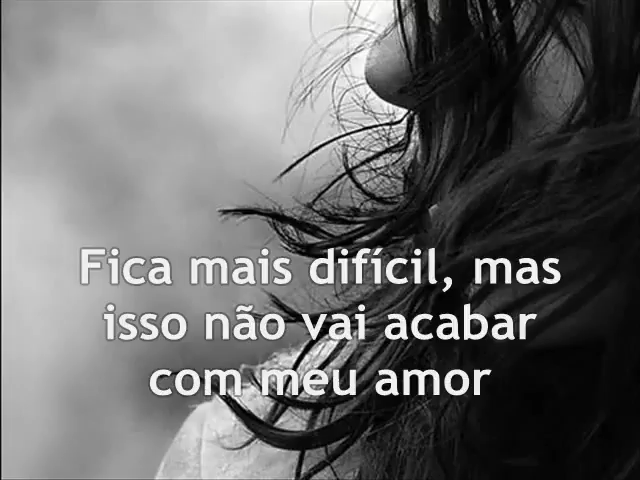 Fica mais difícil, mas
isso não vai acabar
com meu amor